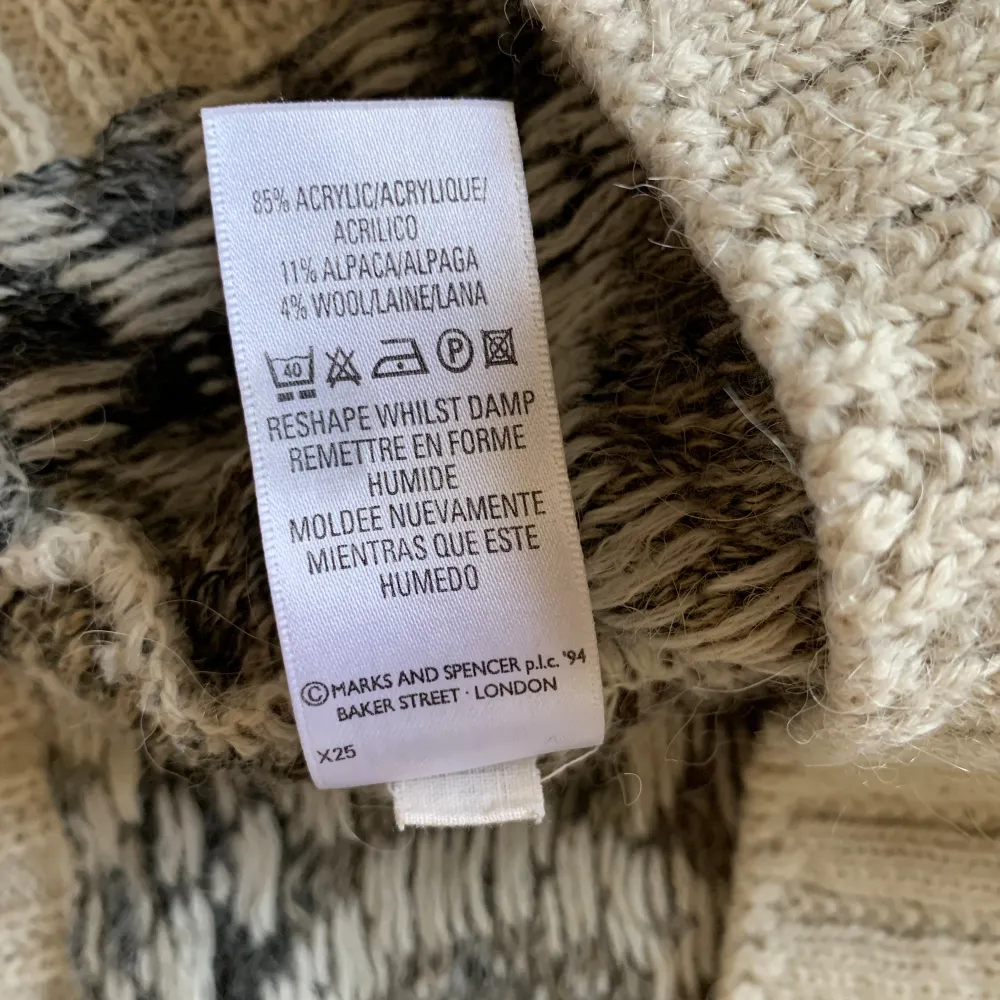 85% ACRYLIC/ACRYLIQUE/
ACRILICO
11% ALPACA/ALPAGA
4% WOOL/LAINE/LANA
40 P
RESHAPE WHILST DAMP
REMETTRE EN FORME
HUMIDE
MOLDEE NUEVAMENTE
MIENTRAS QUE ESTE
HUMEDO
©MARKS AND SPENCER p.l.c. '94
BAKER STREET · LONDON
X25